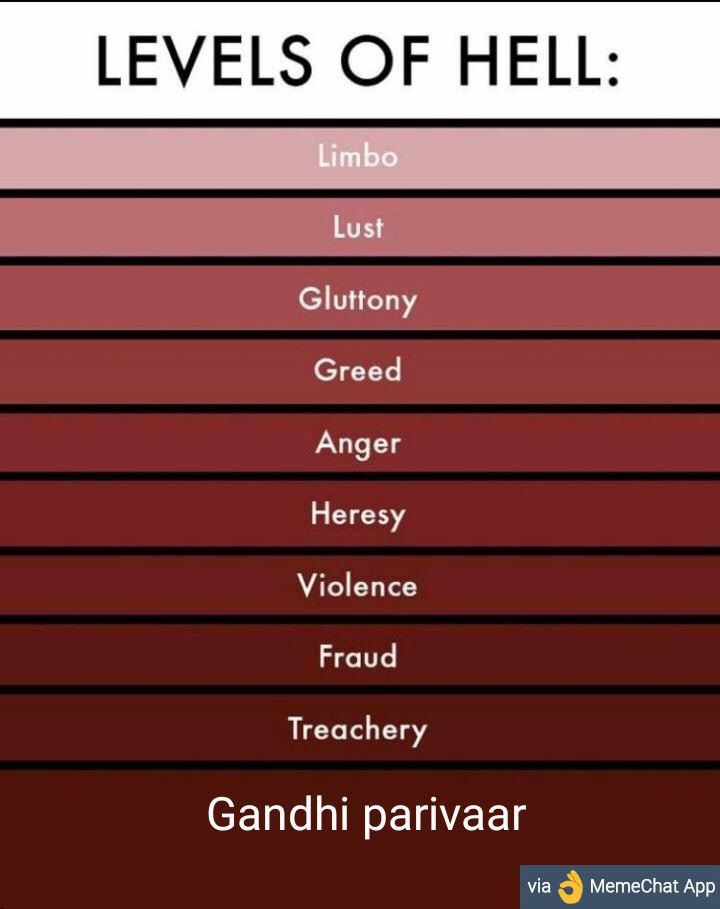 LEVELS OF HELL:
Limbo
Lust
Gluttony
Greed
Anger
Heresy
Violence
Fraud
Treachery
Gandhi parivaar
via 👌 MemeChat App